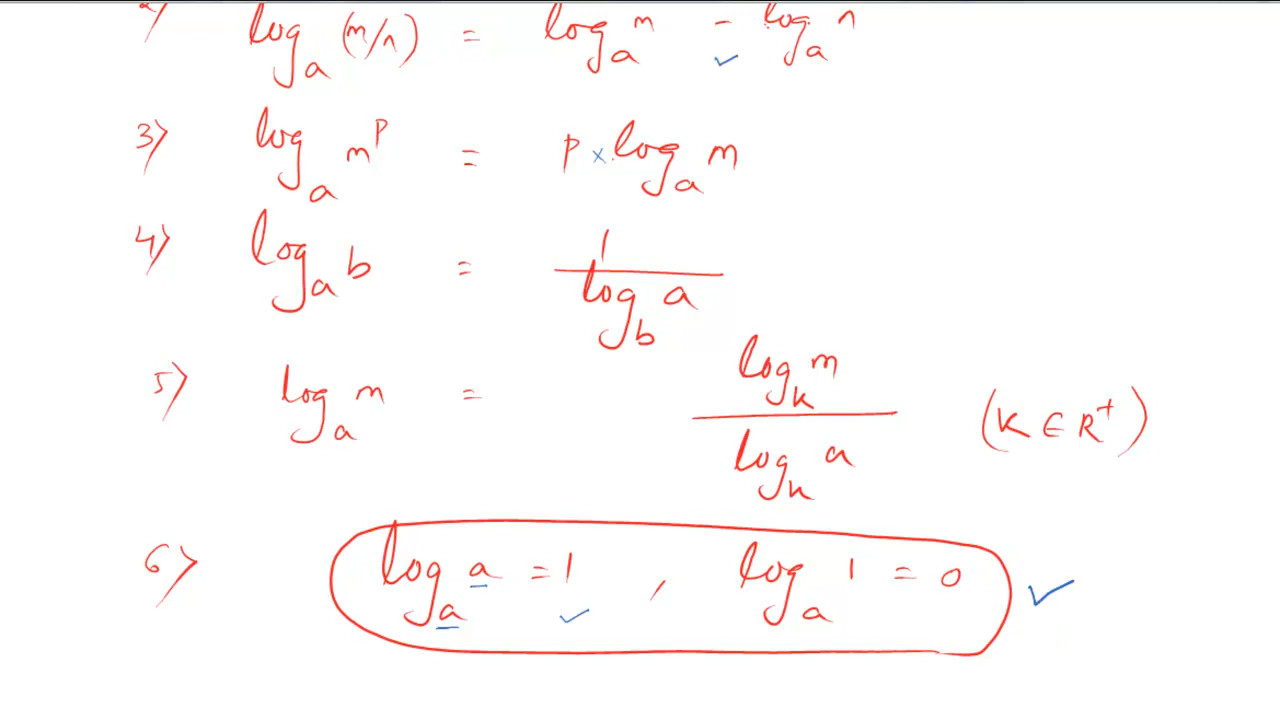 2) log_a (m/n) = log_a m - log_a n
3) log_a m^p = p × log_a m
4) log_a b = 1 / log_b a
5) log_a m = log_k m / log_k a (K ∈ R⁺)
6) log_a a = 1 , log_a 1 = 0